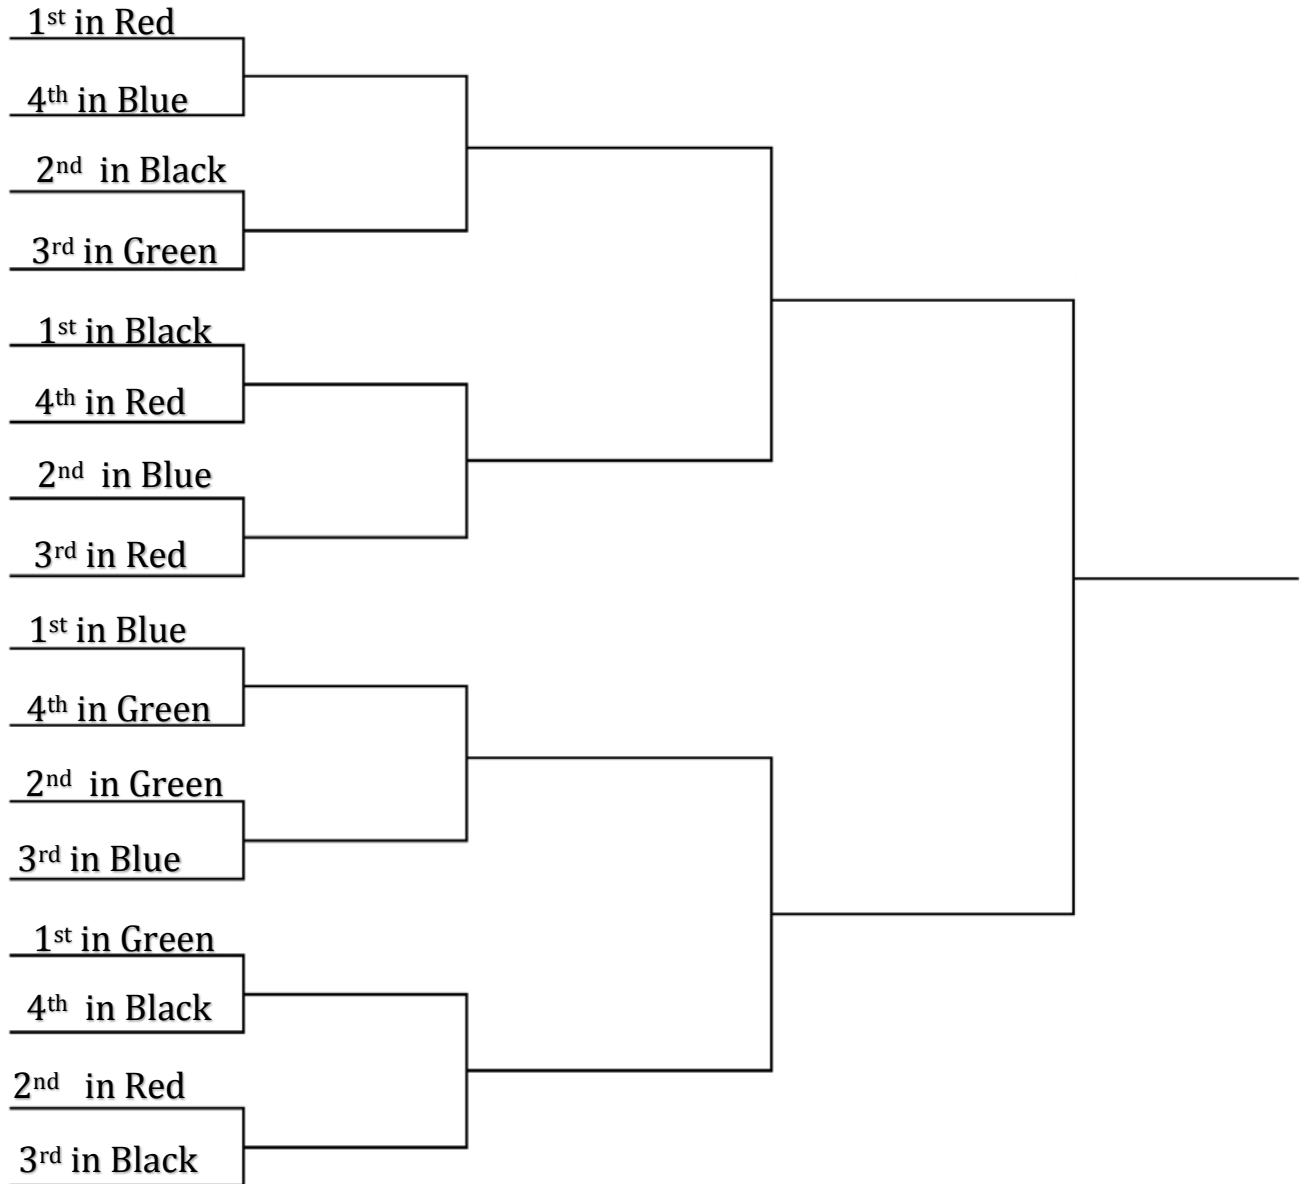 1st in Red
4th in Blue
2nd in Black
3rd in Green
1st in Black
4th in Red
2nd in Blue
3rd in Red
1st in Blue
4th in Green
2nd in Green
3rd in Blue
1st in Green
4th in Black
2nd in Red
3rd in Black